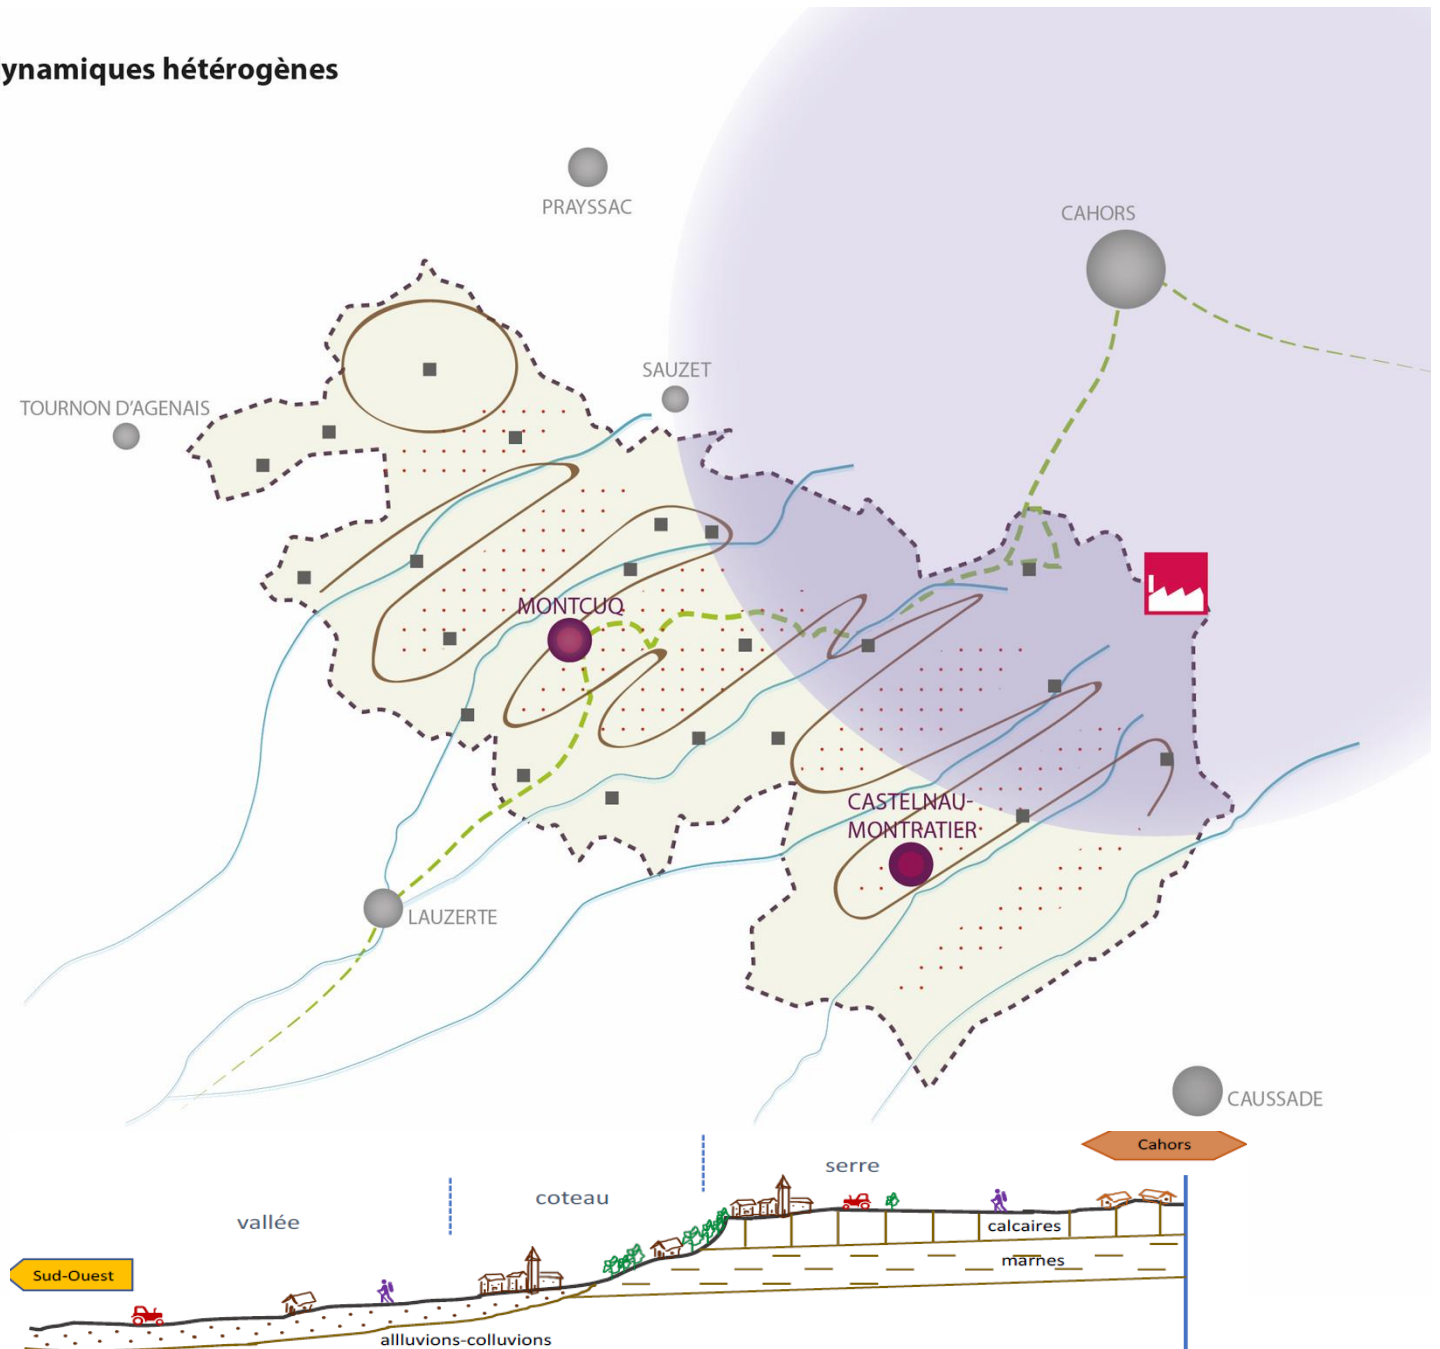 ynamiques hétérogènes
PRAYSSAC
CAHORS
SAUZET
TOURNON D'AGENAIS
MONTCUQ
CASTELNAU-
MONTRATIER
LAUZERTE
CAUSSADE
Cahors
serre
coteau
vallée
calcaires
marnes
Sud-Ouest
allluvions-colluvions